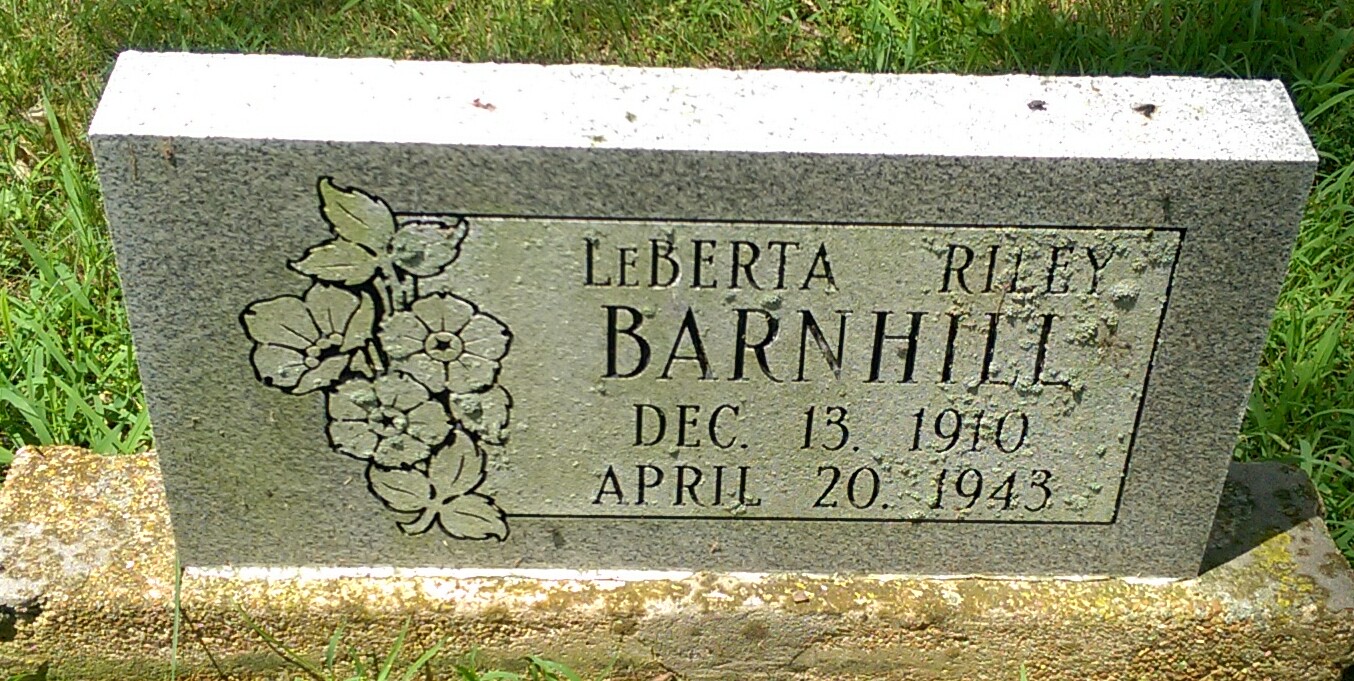 LeBERTA RILEY
BARNHILL
DEC. 13. 1910
APRIL 20. 1943